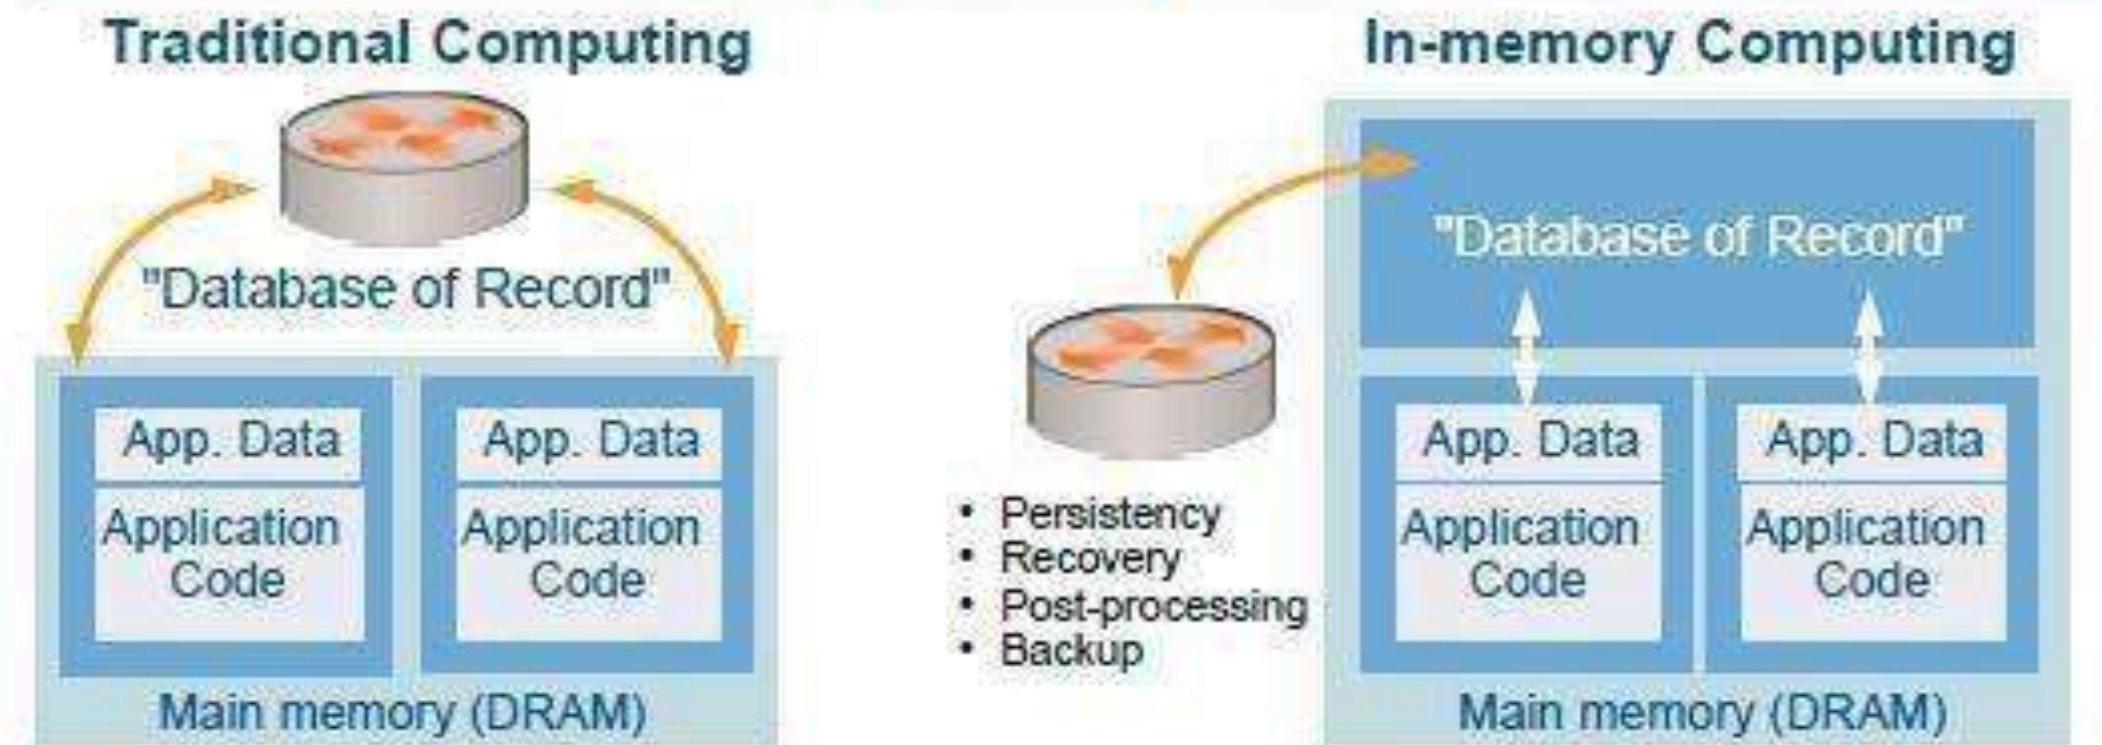 Traditional Computing
"Database of Record"
App. Data
Application
Code
App. Data
Application
Code
Main memory (DRAM)
In-memory Computing
"Database of Record"
• Persistency
• Recovery
• Post-processing
• Backup
App. Data
Application
Code
App. Data
Application
Code
Main memory (DRAM)